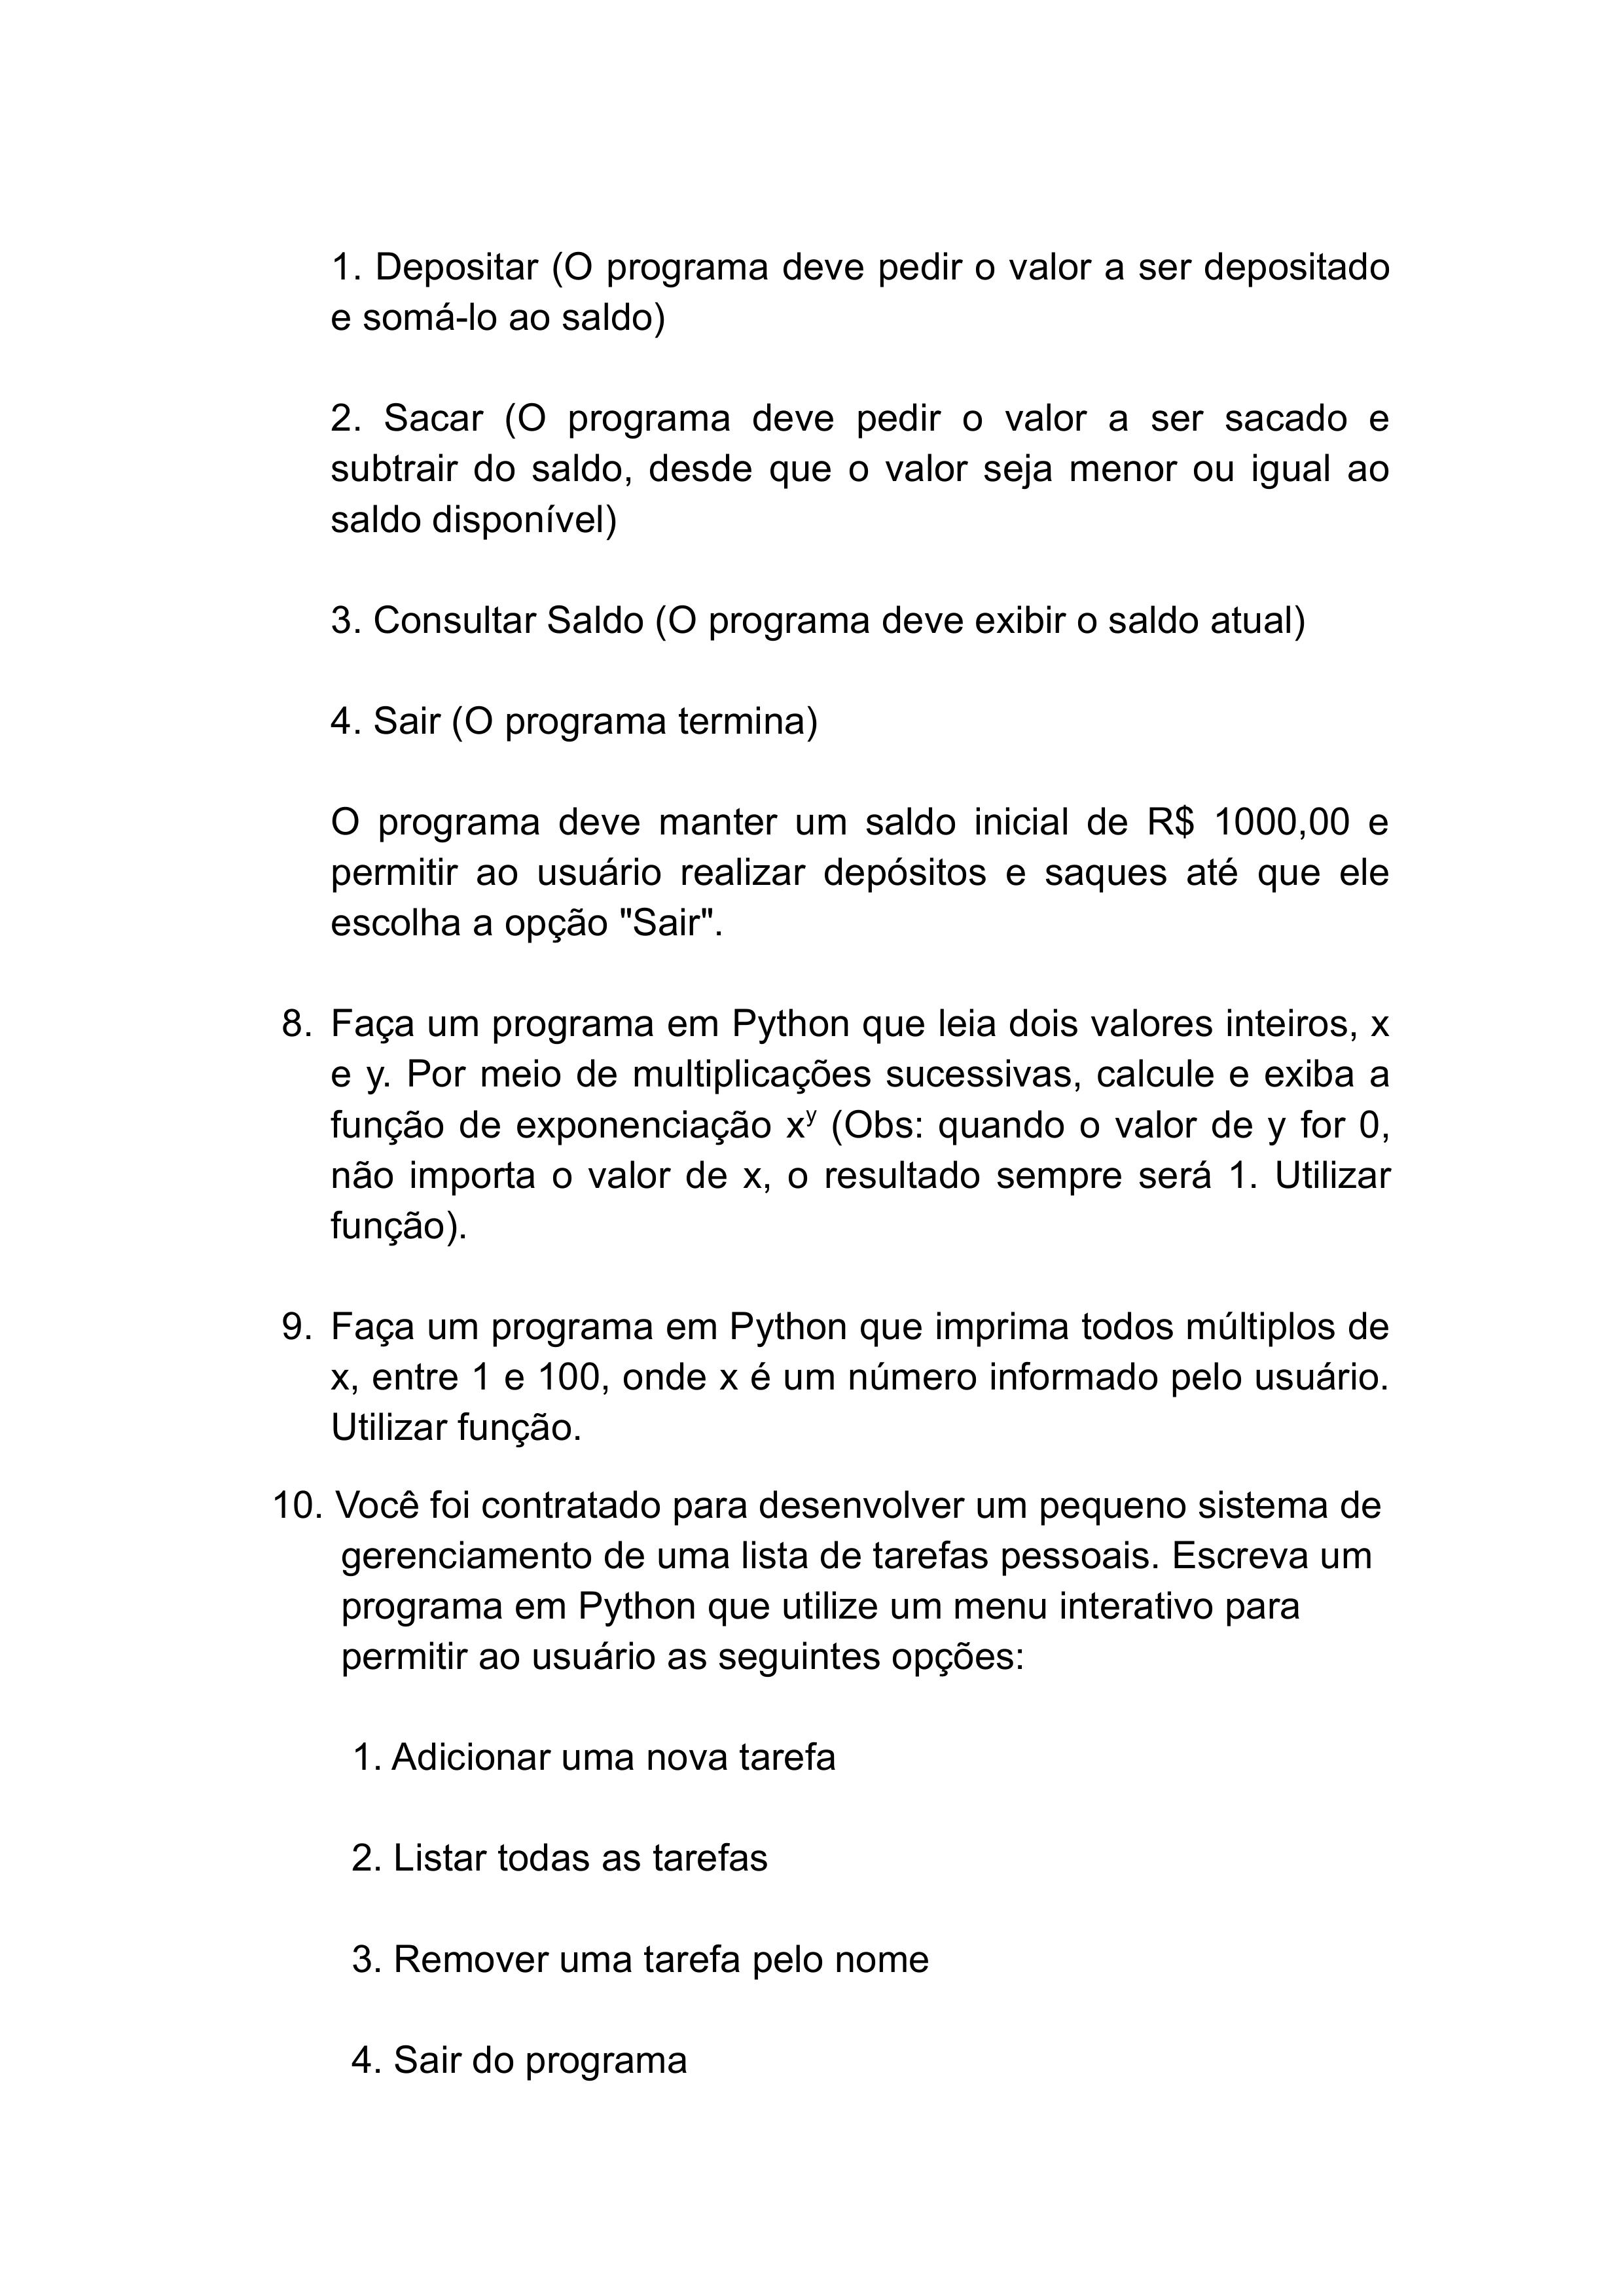 1. Depositar (O programa deve pedir o valor a ser depositado
e somá-lo ao saldo)
2. Sacar (O programa deve pedir o valor a ser sacado e
subtrair do saldo, desde que o valor seja menor ou igual ao
saldo disponível)
3. Consultar Saldo (O programa deve exibir o saldo atual)
4. Sair (O programa termina)
O programa deve manter um saldo inicial de R$ 1000,00 e
permitir ao usuário realizar depósitos e saques até que ele
escolha a opção "Sair".
8. Faça um programa em Python que leia dois valores inteiros, x
e y. Por meio de multiplicações sucessivas, calcule e exiba a
função de exponenciação xʸ (Obs: quando o valor de y for 0,
não importa o valor de x, o resultado sempre será 1. Utilizar
função).
9. Faça um programa em Python que imprima todos múltiplos de
x, entre 1 e 100, onde x é um número informado pelo usuário.
Utilizar função.
10. Você foi contratado para desenvolver um pequeno sistema de
gerenciamento de uma lista de tarefas pessoais. Escreva um
programa em Python que utilize um menu interativo para
permitir ao usuário as seguintes opções:
1. Adicionar uma nova tarefa
2. Listar todas as tarefas
3. Remover uma tarefa pelo nome
4. Sair do programa